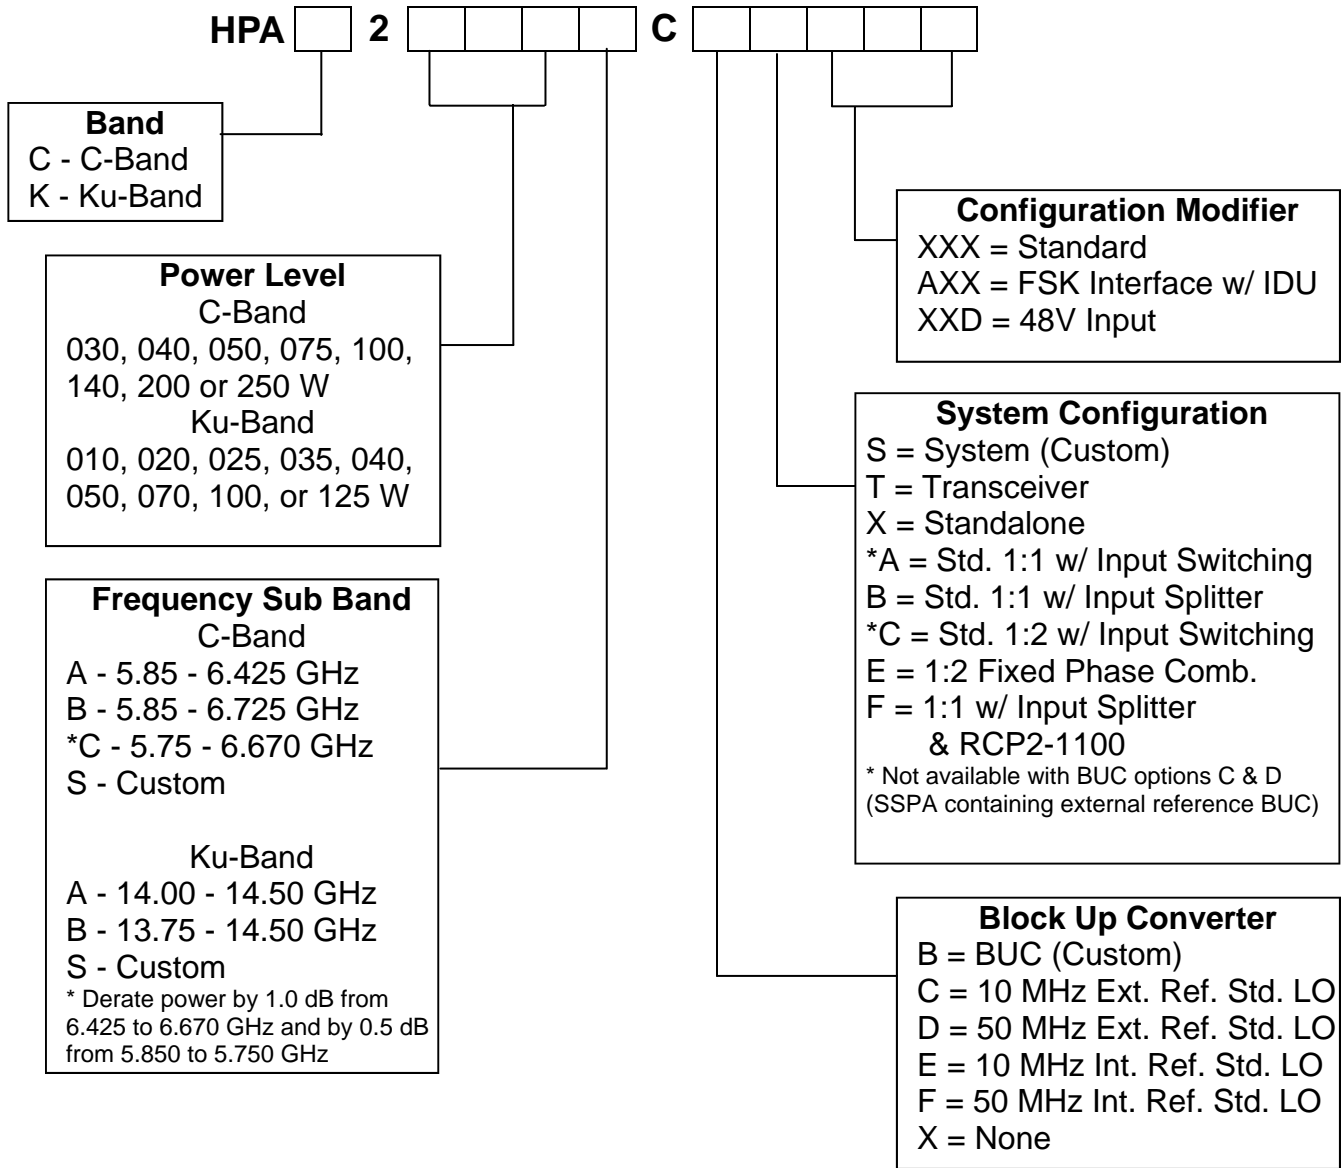 HPA 2 C
Band
C - C-Band
K - Ku-Band
Power Level
C-Band
030, 040, 050, 075, 100,
140, 200 or 250 W
Ku-Band
010, 020, 025, 035, 040,
050, 070, 100, or 125 W
Frequency Sub Band
C-Band
A - 5.85 - 6.425 GHz
B - 5.85 - 6.725 GHz
*C - 5.75 - 6.670 GHz
S - Custom
Ku-Band
A - 14.00 - 14.50 GHz
B - 13.75 - 14.50 GHz
S - Custom
* Derate power by 1.0 dB from
6.425 to 6.670 GHz and by 0.5 dB
from 5.850 to 5.750 GHz
Configuration Modifier
XXX = Standard
AXX = FSK Interface w/ IDU
XXD = 48V Input
System Configuration
S = System (Custom)
T = Transceiver
X = Standalone
*A = Std. 1:1 w/ Input Switching
B = Std. 1:1 w/ Input Splitter
*C = Std. 1:2 w/ Input Switching
E = 1:2 Fixed Phase Comb.
F = 1:1 w/ Input Splitter
& RCP2-1100
* Not available with BUC options C & D
(SSPA containing external reference BUC)
Block Up Converter
B = BUC (Custom)
C = 10 MHz Ext. Ref. Std. LO
D = 50 MHz Ext. Ref. Std. LO
E = 10 MHz Int. Ref. Std. LO
F = 50 MHz Int. Ref. Std. LO
X = None